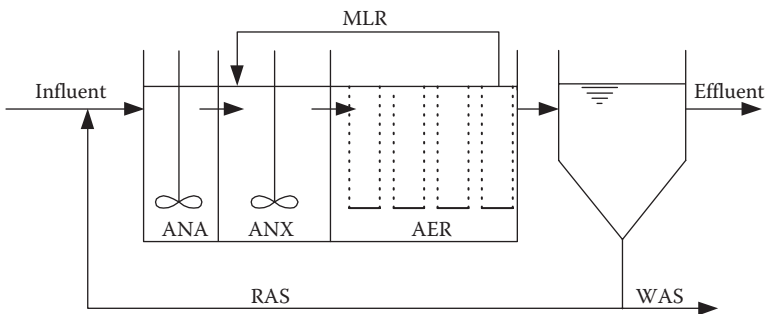 MLR
Influent
Effluent
ANA
ANX
AER
RAS
WAS